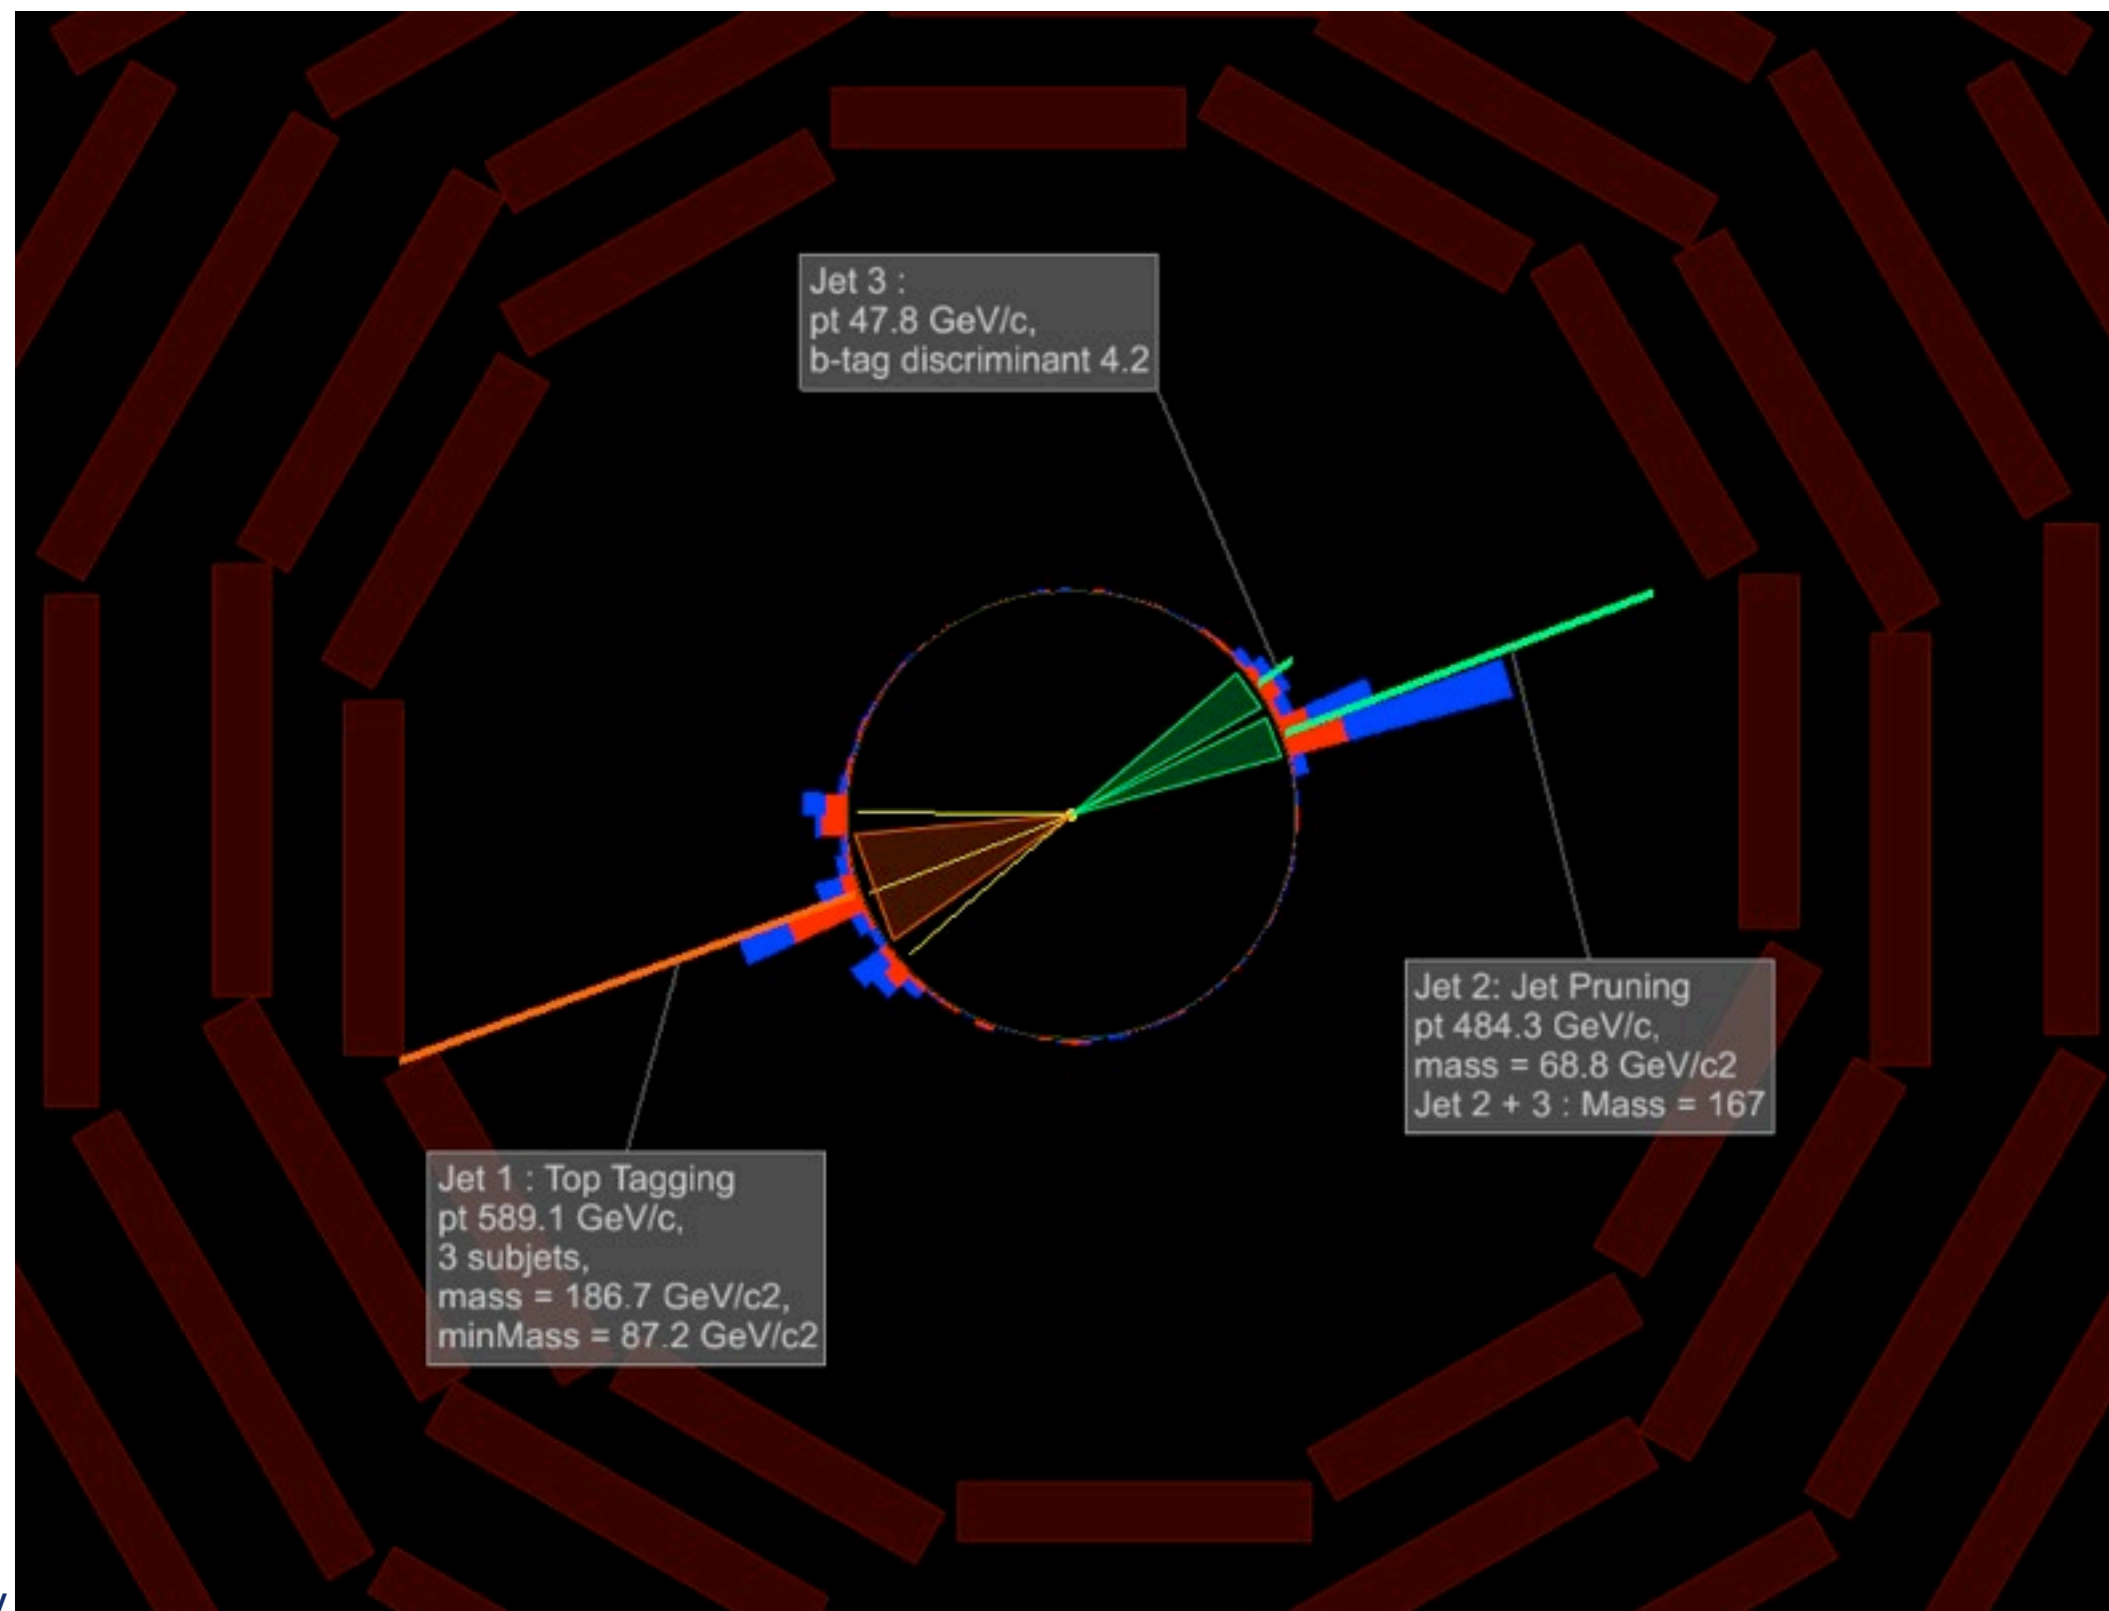 Jet 3 :
pt 47.8 GeV/c,
b-tag discriminant 4.2
Jet 2: Jet Pruning
pt 484.3 GeV/c,
mass = 68.8 GeV/c2
Jet 2 + 3 : Mass = 167
Jet 1 : Top Tagging
pt 589.1 GeV/c,
3 subjets,
mass = 186.7 GeV/c2,
minMass = 87.2 GeV/c2